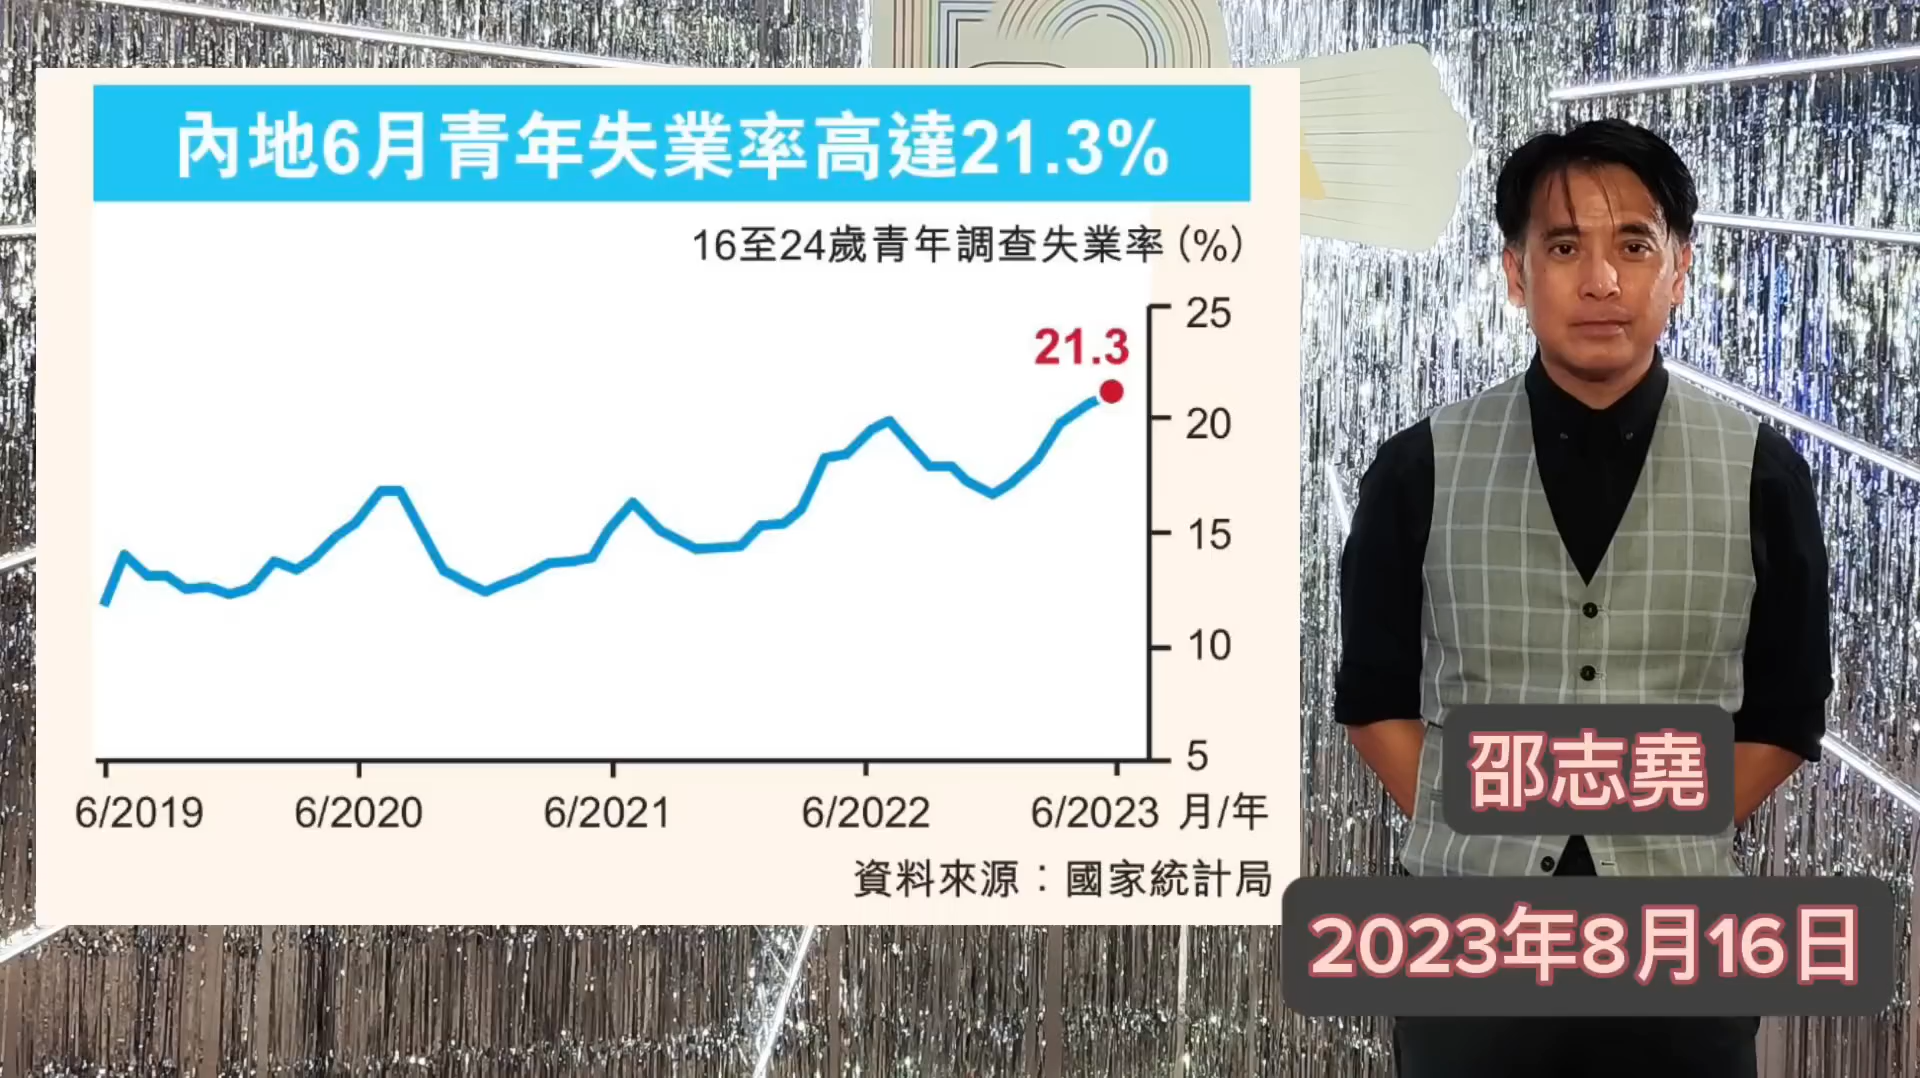 內地6月青年失業率高達21.3%
16至24歲青年調查失業率(%)
25
21.3
20
15
10
5
6/2019 6/2020 6/2021 6/2022 6/2023 月/年
資料來源：國家統計局
邵志堯
2023年8月16日